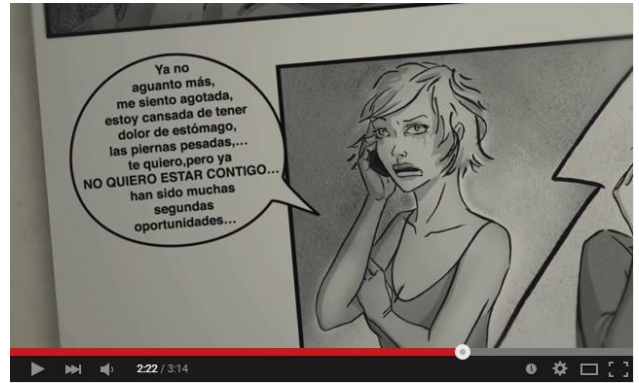 Ya no
aguanto más,
me siento agotada,
estoy cansada de tener
dolor de estómago,
las piernas pesadas,...
te quiero,pero ya
NO QUIERO ESTAR CONTIGO...
han sido muchas
segundas
oportunidades...
2:22 / 3:14